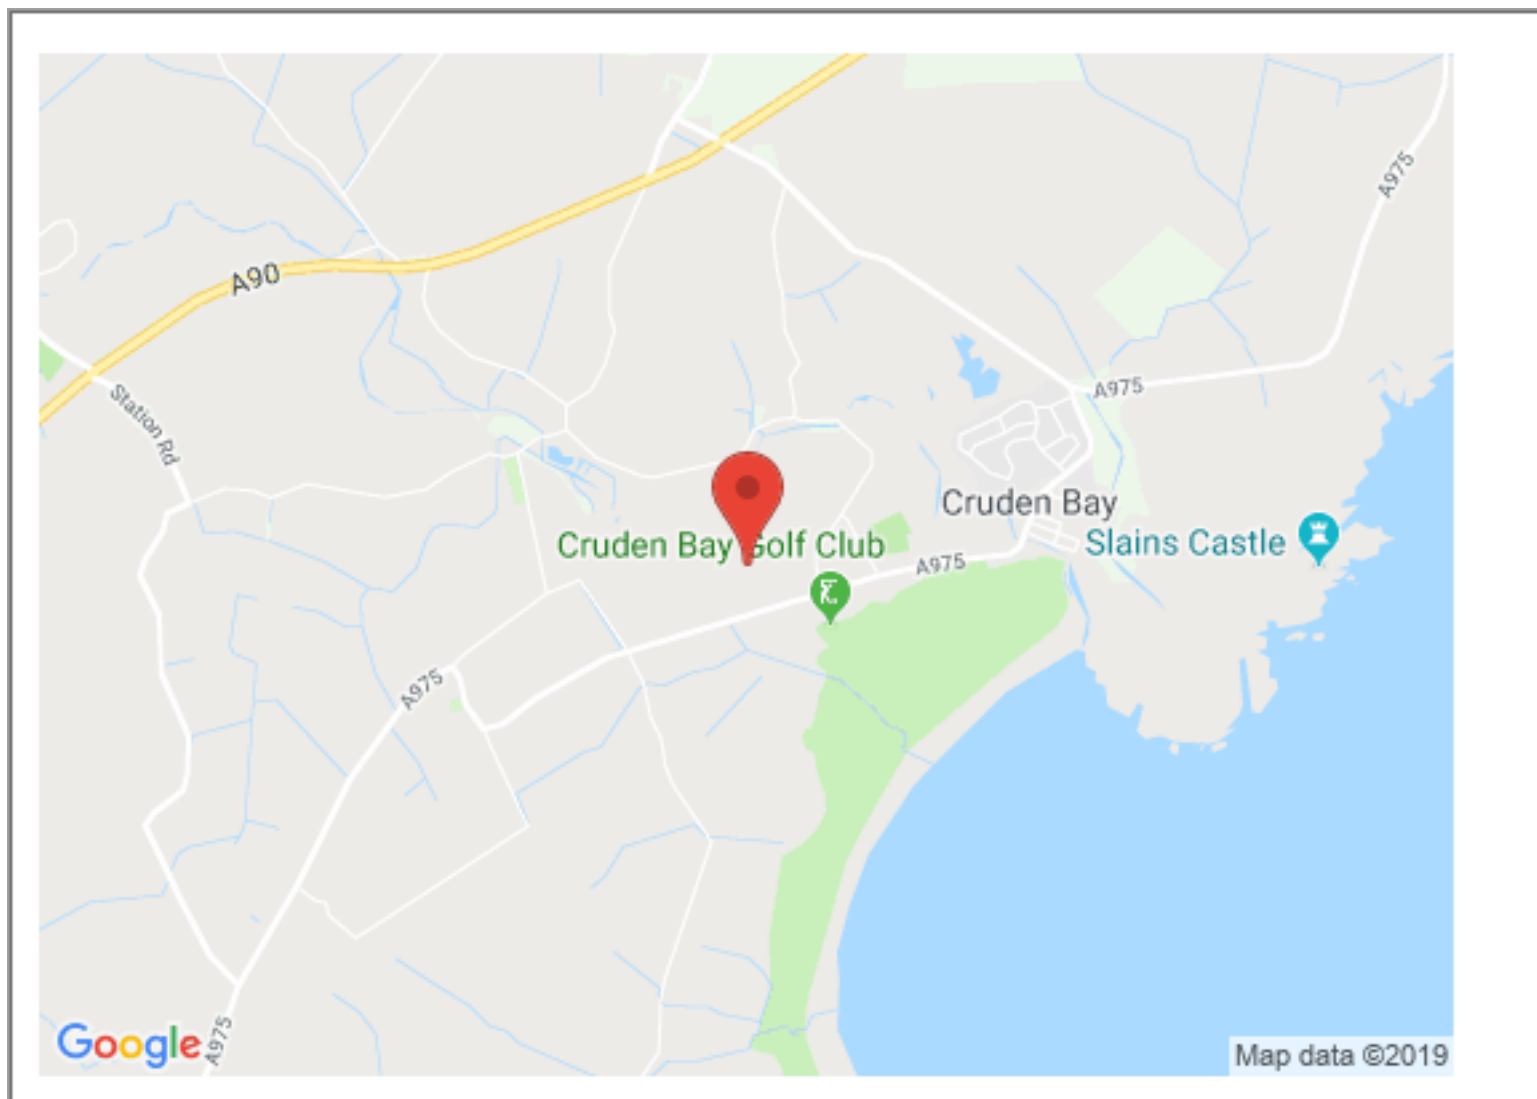 A975
A90
A975
Station Rd
Cruden Bay
Cruden Bay Golf Club
Slains Castle
A975
A975
Google
A975
Map data ©2019